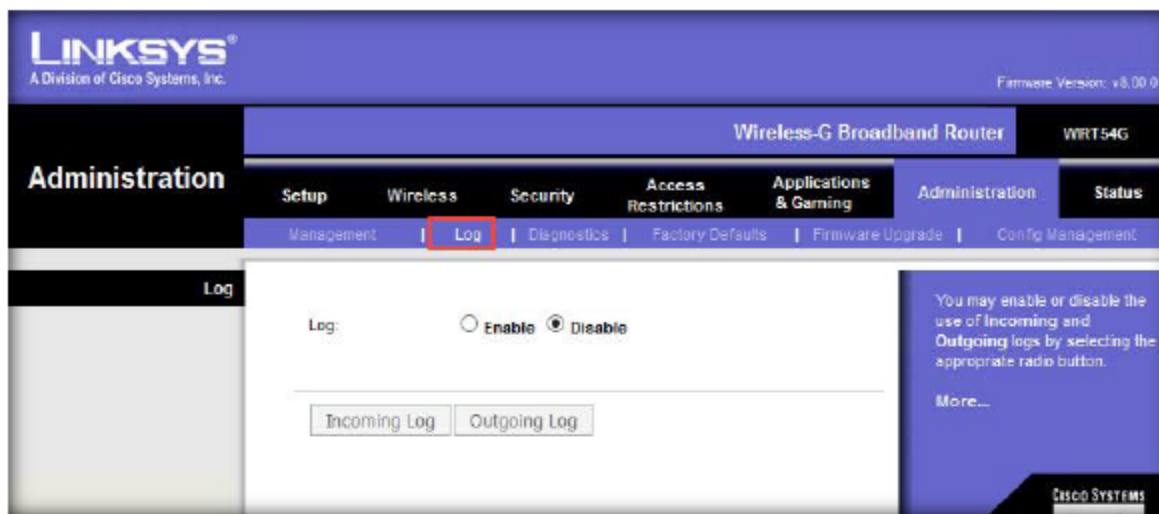 LINKSYS®
A Division of Cisco Systems, Inc.
Firmware Version: v8.00.0
Wireless-G Broadband Router WRT54G
Administration
Setup Wireless Security Access Restrictions Applications & Gaming Administration Status
Management | Log | Diagnostics | Factory Defaults | Firmware Upgrade | Config Management
Log
Log: Enable Disable
Incoming Log Outgoing Log
You may enable or disable the
use of Incoming and
Outgoing logs by selecting the
appropriate radio button.
More...
CISCO SYSTEMS